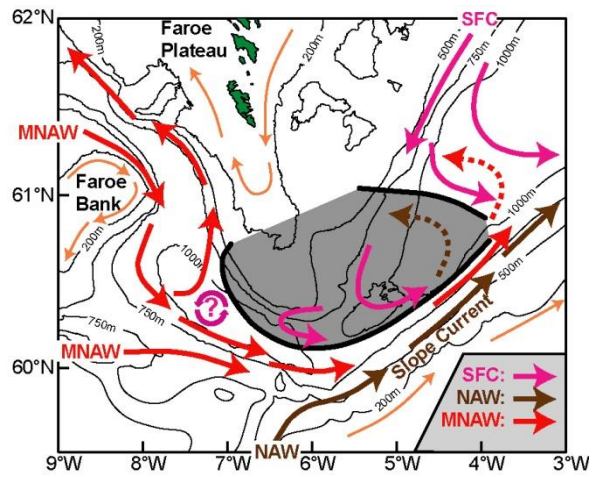 62°N
200m
Faroe
Plateau
200m
SFC
500m
750m
1000m
MNAW
61°N
Faroe
Bank
200m
1000m
1000m
500m
750m
?
750m
MNAW
60°N
Slope Current
200m
SFC:
NAW:
MNAW:
NAW
9°W
8°W
7°W
6°W
5°W
4°W
3°W